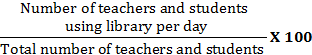 Number of teachers and students
using library per day
X 100
Total number of teachers and students